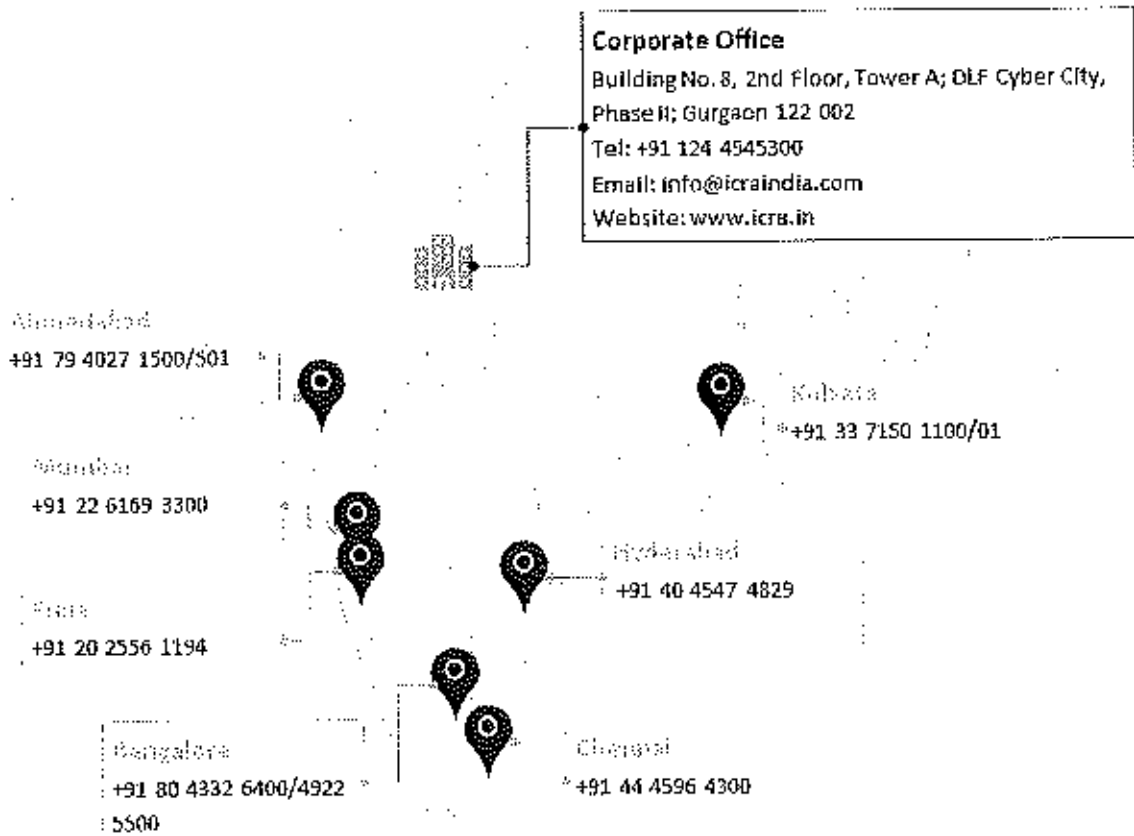 Corporate Office
Building No. 8, 2nd Floor, Tower A; DLF Cyber City,
Phase II; Gurgaon 122 002
Tel: +91 124 4545300
Email: info@icraindia.com
Website: www.icra.in
Ahmedabad
+91 79 4027 1500/501
Kolkata
+91 33 7150 1100/01
Mumbai
+91 22 6169 3300
Hyderabad
+91 40 4547 4829
Pune
+91 20 2556 1194
Bangalore
+91 80 4332 6400/4922
5500
Chennai
+91 44 4596 4300